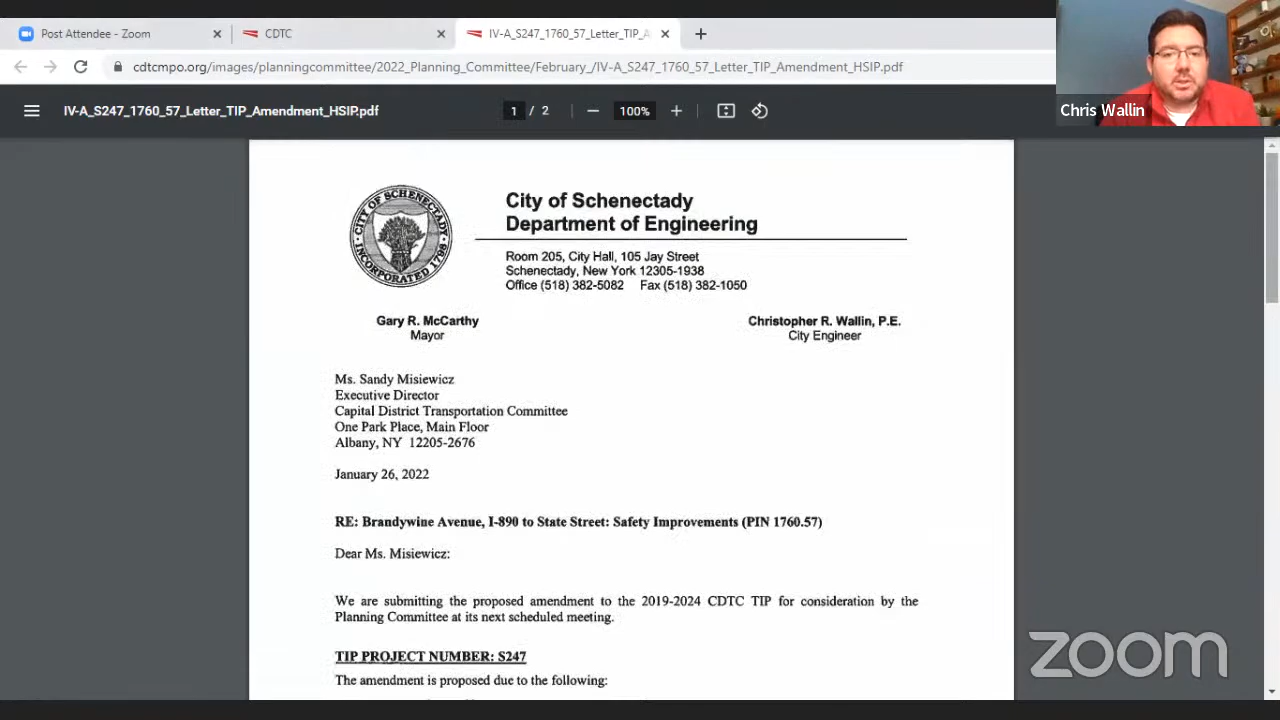 Post Attendee - Zoom
CDTC
IV-A_S247_1760_57_Letter_TIP_A
cdtcmpo.org/images/planningcommittee/2022_Planning_Committee/February_/IV-A_S247_1760_57_Letter_TIP_Amendment_HSIP.pdf
IV-A_S247_1760_57_Letter_TIP_Amendment_HSIP.pdf
1 / 2
100%
Chris Wallin
CITY OF SCHENECTADY
INCORPORATED 1798
City of Schenectady
Department of Engineering
Room 205, City Hall, 105 Jay Street
Schenectady, New York 12305-1938
Office (518) 382-5082 Fax (518) 382-1050
Gary R. McCarthy
Mayor
Christopher R. Wallin, P.E.
City Engineer
Ms. Sandy Misiewicz
Executive Director
Capital District Transportation Committee
One Park Place, Main Floor
Albany, NY 12205-2676
January 26, 2022
RE: Brandywine Avenue, I-890 to State Street: Safety Improvements (PIN 1760.57)
Dear Ms. Misiewicz:
We are submitting the proposed amendment to the 2019-2024 CDTC TIP for consideration by the
Planning Committee at its next scheduled meeting.
TIP PROJECT NUMBER: S247
The amendment is proposed due to the following:
zoom